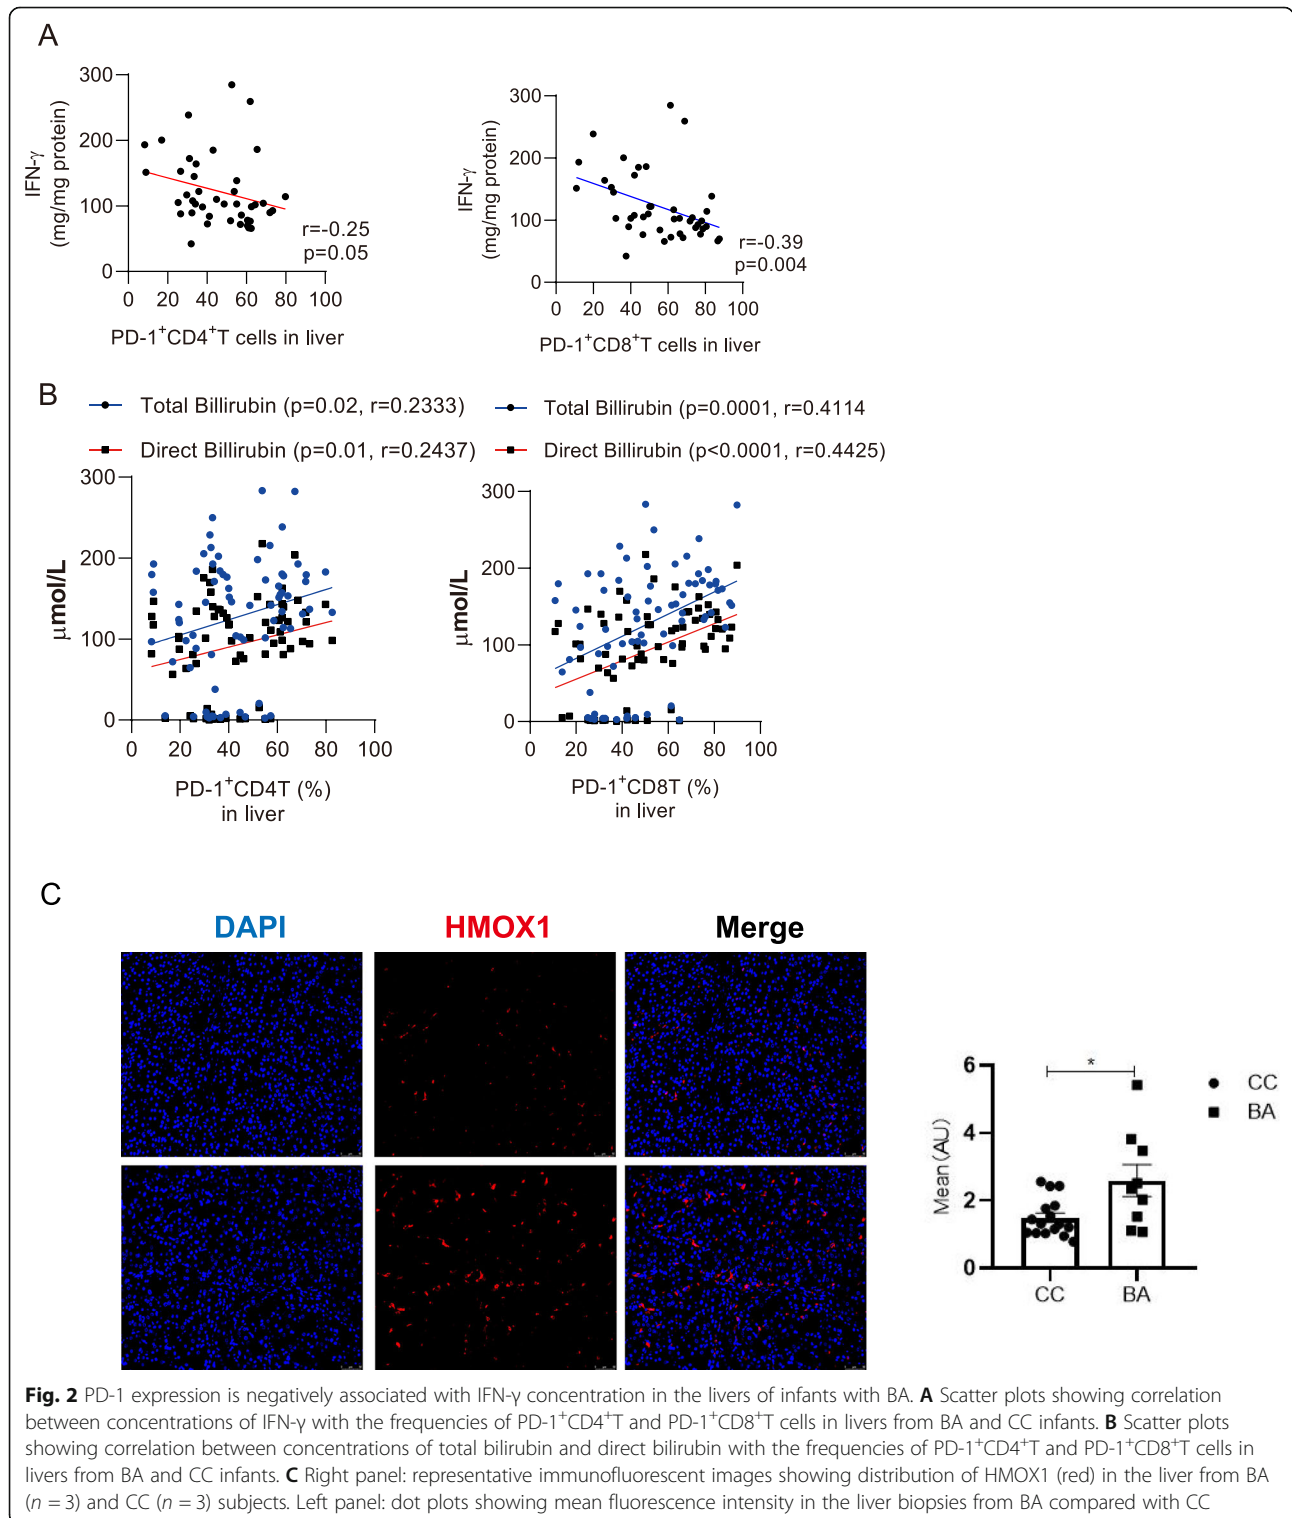 A
300
200
100
0
IFN-γ
(mg/mg protein)
r=-0.25
p=0.05
0 20 40 60 80 100
PD-1+CD4+T cells in liver
300
200
100
0
IFN-γ
(mg/mg protein)
r=-0.39
p=0.004
0 20 40 60 80 100
PD-1+CD8+T cells in liver
B
Total Billirubin (p=0.02, r=0.2333)
Direct Billirubin (p=0.01, r=0.2437)
300
200
100
0
μmol/L
0 20 40 60 80 100
PD-1+CD4T (%)
in liver
Total Billirubin (p=0.0001, r=0.4114
Direct Billirubin (p<0.0001, r=0.4425)
300
200
100
0
μmol/L
0 20 40 60 80 100
PD-1+CD8T (%)
in liver
C
DAPI HMOX1 Merge
6
4
2
0
Mean (AU)
*
CC BA
CC
BA
Fig. 2 PD-1 expression is negatively associated with IFN-γ concentration in the livers of infants with BA. A Scatter plots showing correlation
between concentrations of IFN-γ with the frequencies of PD-1+CD4+T and PD-1+CD8+T cells in livers from BA and CC infants. B Scatter plots
showing correlation between concentrations of total bilirubin and direct bilirubin with the frequencies of PD-1+CD4+T and PD-1+CD8+T cells in
livers from BA and CC infants. C Right panel: representative immunofluorescent images showing distribution of HMOX1 (red) in the liver from BA
(n = 3) and CC (n = 3) subjects. Left panel: dot plots showing mean fluorescence intensity in the liver biopsies from BA compared with CC